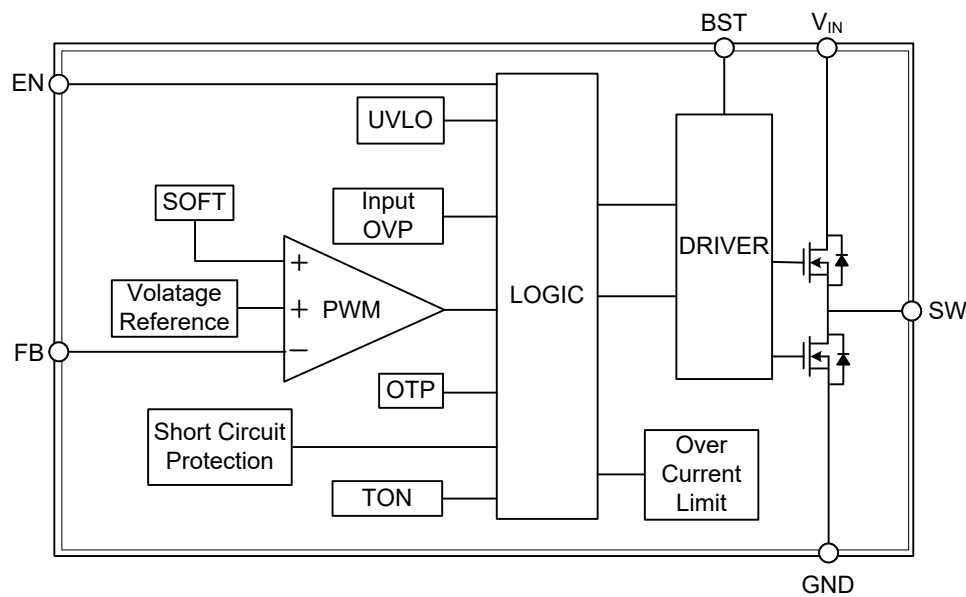 BST
VIN
EN
UVLO
SOFT
Input
OVP
DRIVER
Volatage
Reference
+
+
−
PWM
LOGIC
SW
FB
OTP
Short Circuit
Protection
Over
Current
Limit
TON
GND